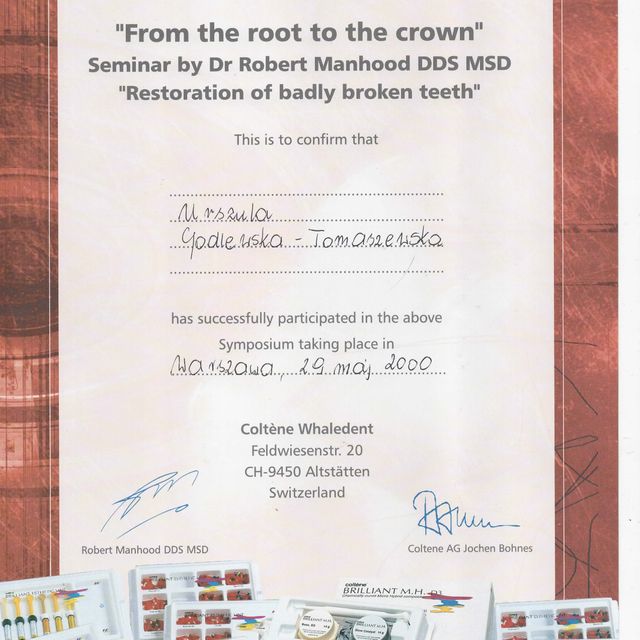 "From the root to the crown"
Seminar by Dr Robert Manhood DDS MSD
"Restoration of badly broken teeth"
This is to confirm that
Urszula
Godlewska - Tomaszewska
has successfully participated in the above
Symposium taking place in
Warszawa, 29 maj 2000
Coltène Whaledent
Feldwiesenstr. 20
CH-9450 Altstätten
Switzerland
Robert Manhood DDS MSD
Coltene AG Jochen Bohnes
coltène
BRILLIANT M.H.